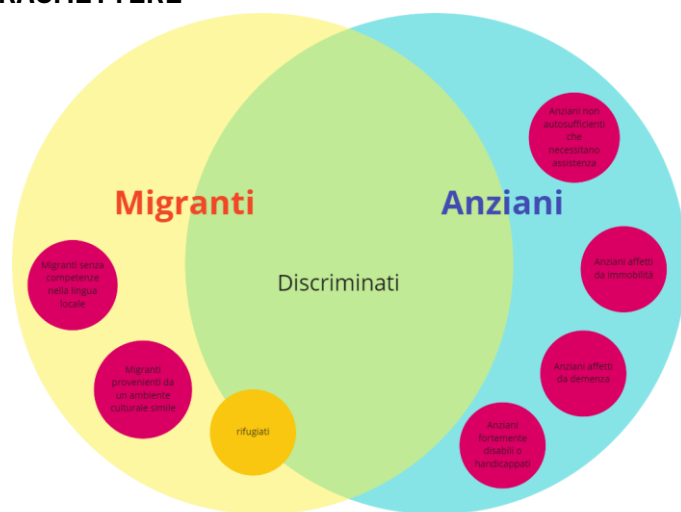 Anziani non
autosufficienti
che
necessitano
assistenza
Migranti
Anziani
Migranti senza
competenze
nella lingua
locale
Discriminati
Anziani affetti
da immobilità
Migranti
provenienti da
un ambiente
culturale simile
Anziani affetti
da demenza
rifugiati
Anziani
fortemente
disabili o
handicappati